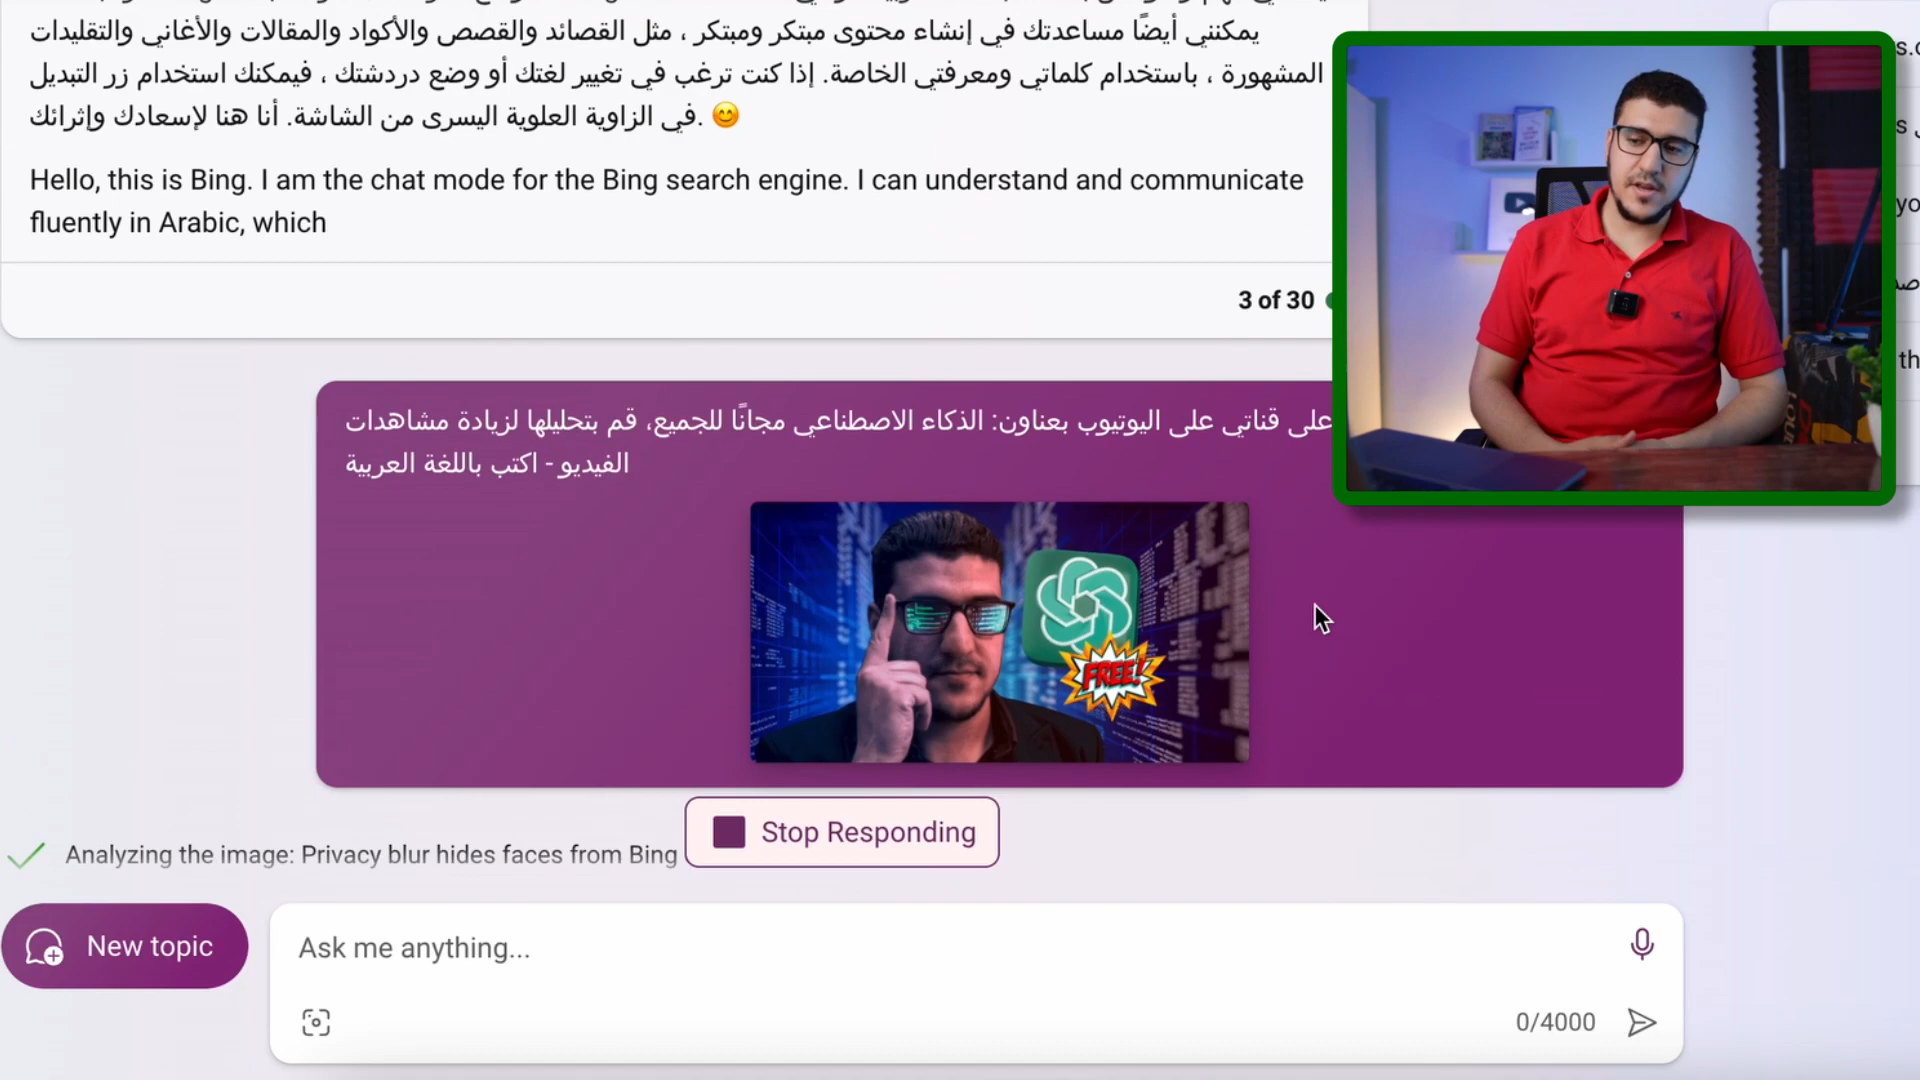 يمكنني أيضًا مساعدتك في إنشاء محتوى مبتكر ومبتكر ، مثل القصائد والقصص والأكواد والمقالات والأغاني والتقليدات
المشهورة ، باستخدام كلماتي ومعرفتي الخاصة. إذا كنت ترغب في تغيير لغتك أو وضع دردشتك ، فيمكنك استخدام زر التبديل
في الزاوية العلوية اليسرى من الشاشة. أنا هنا لإسعادك وإثرائك. 😊
Hello, this is Bing. I am the chat mode for the Bing search engine. I can understand and communicate
fluently in Arabic, which
3 of 30
على قناتي على اليوتيوب بعناون: الذكاء الاصطناعي مجانًا للجميع، قم بتحليلها لزيادة مشاهدات
الفيديو - اكتب باللغة العربية
FREE!
Stop Responding
Analyzing the image: Privacy blur hides faces from Bing
New topic
Ask me anything...
0/4000